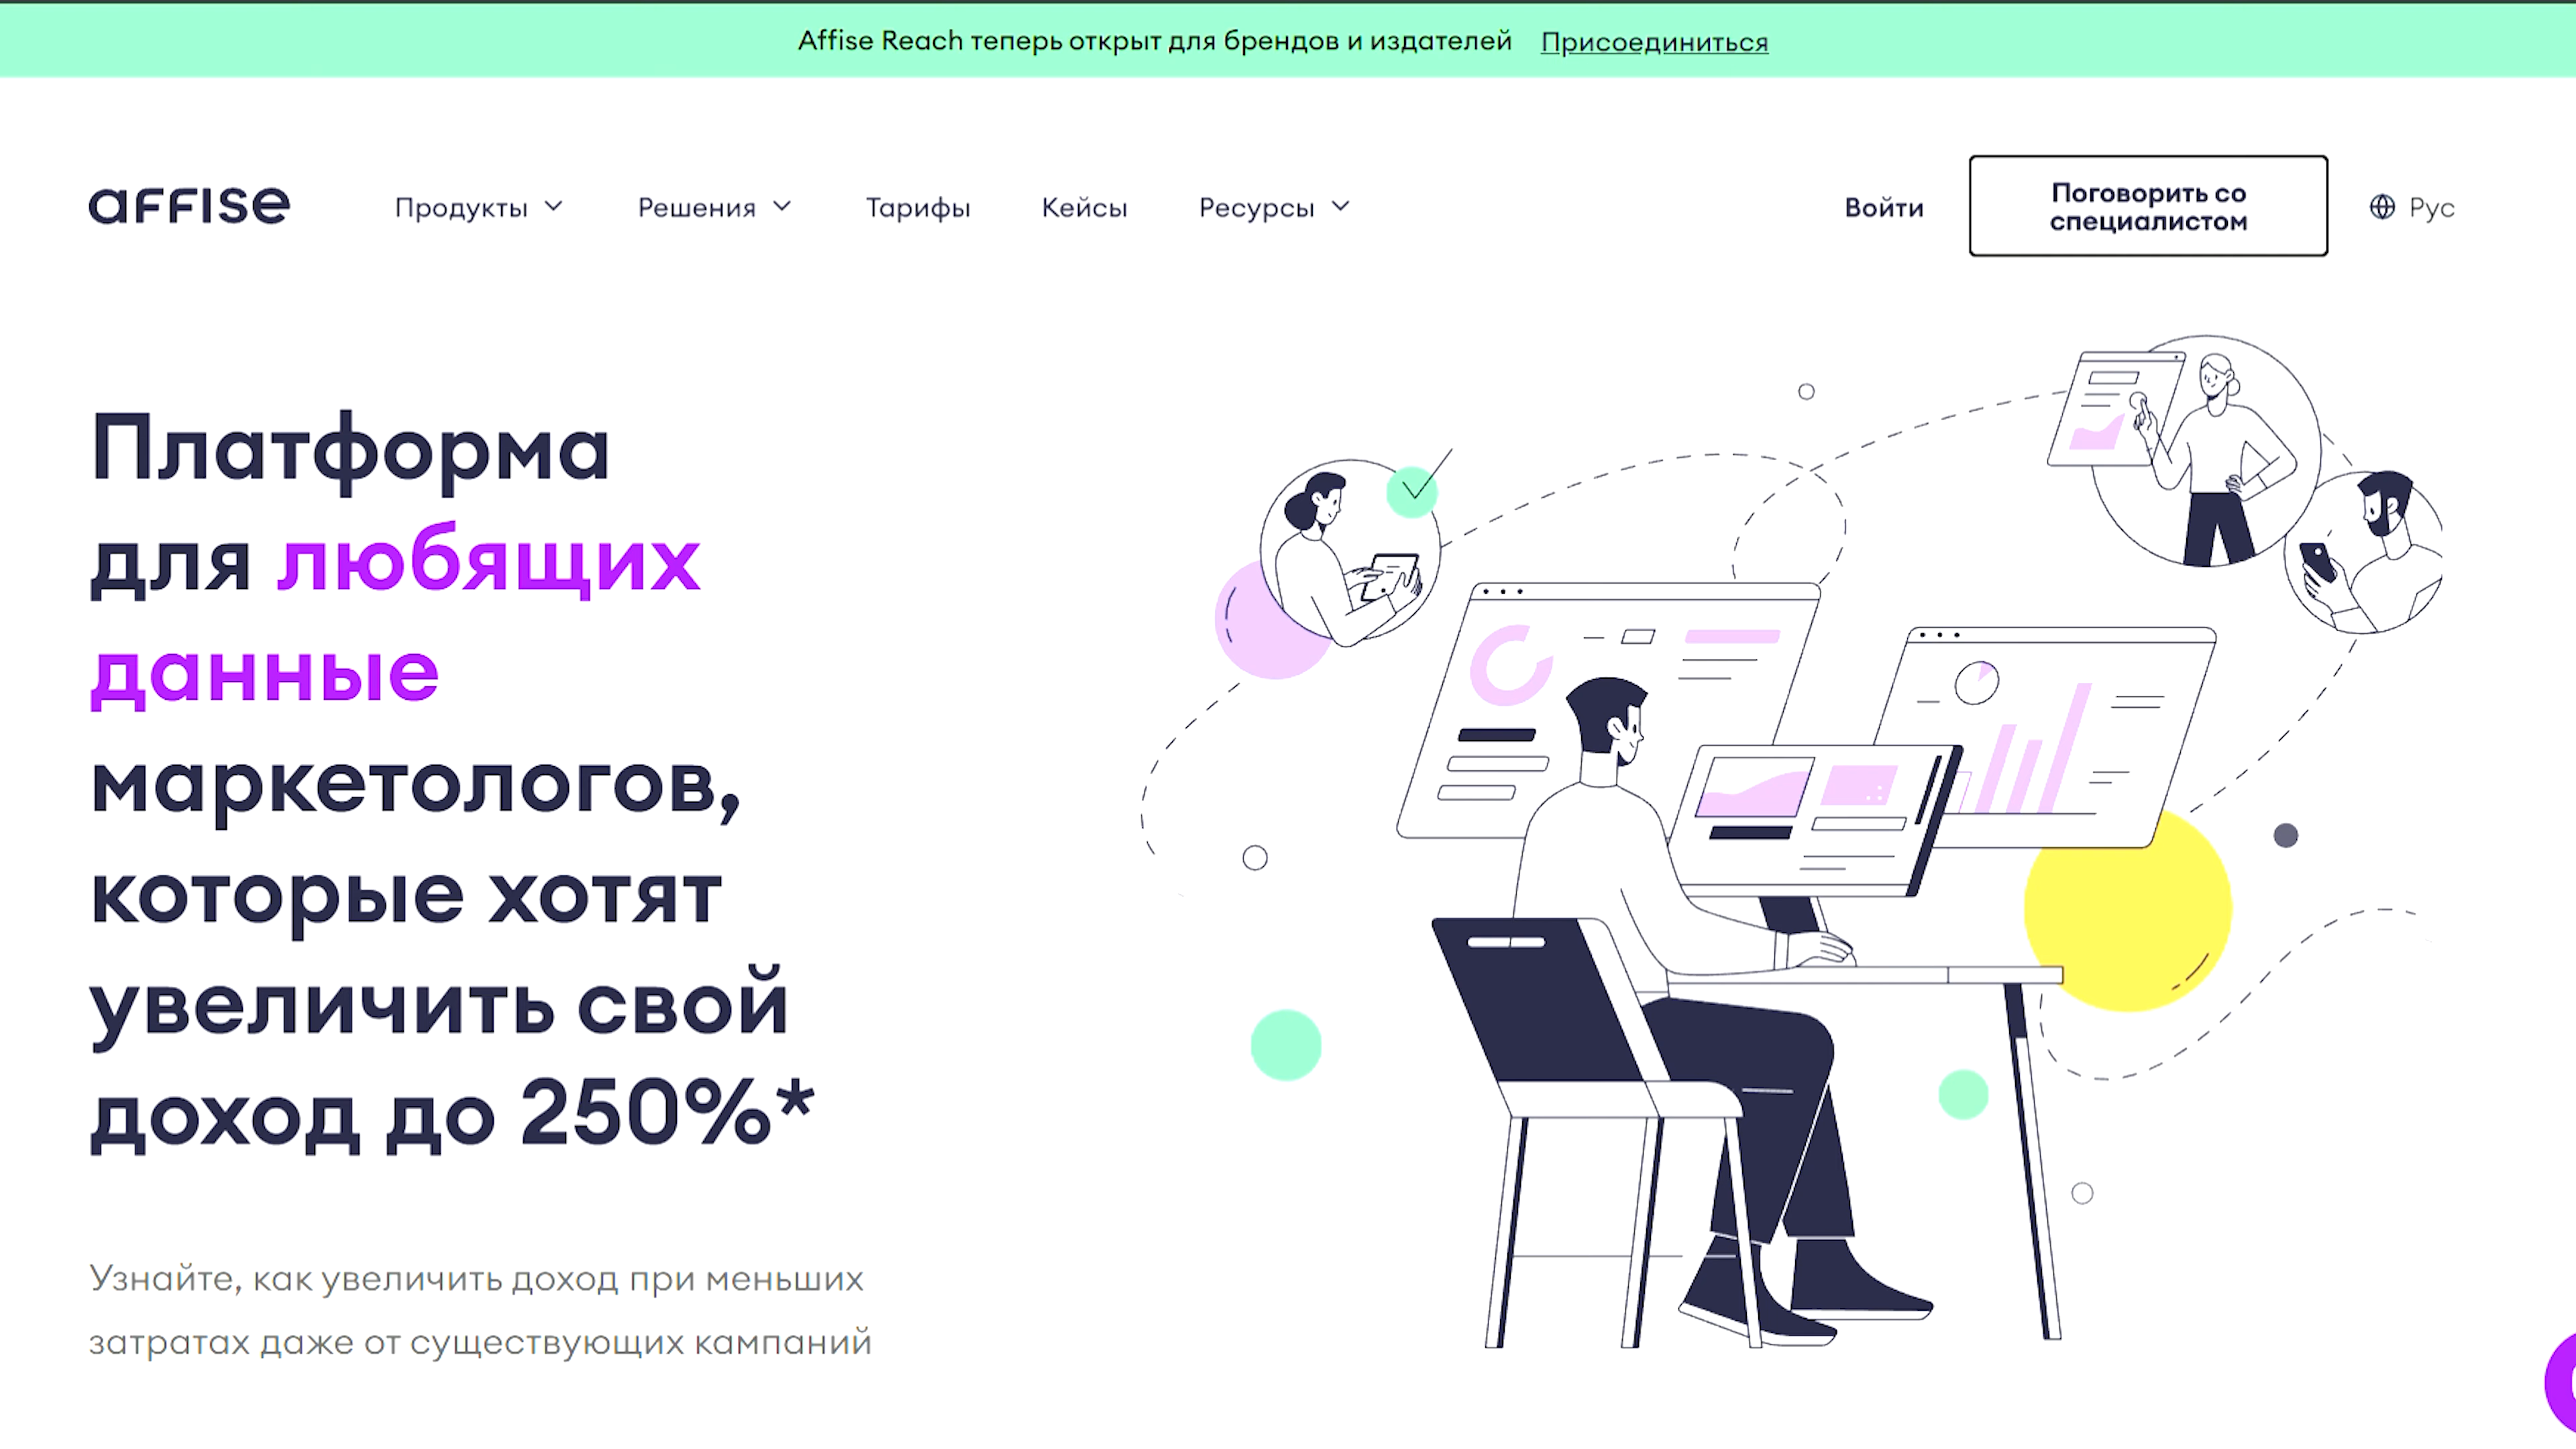 Affise Reach теперь открыт для брендов и издателей Присоединиться
affise Продукты Решения Тарифы Кейсы Ресурсы Войти Поговорить со специалистом Рус
Платформа
для любящих
данные
маркетологов,
которые хотят
увеличить свой
доход до 250%*
Узнайте, как увеличить доход при меньших
затратах даже от существующих кампаний